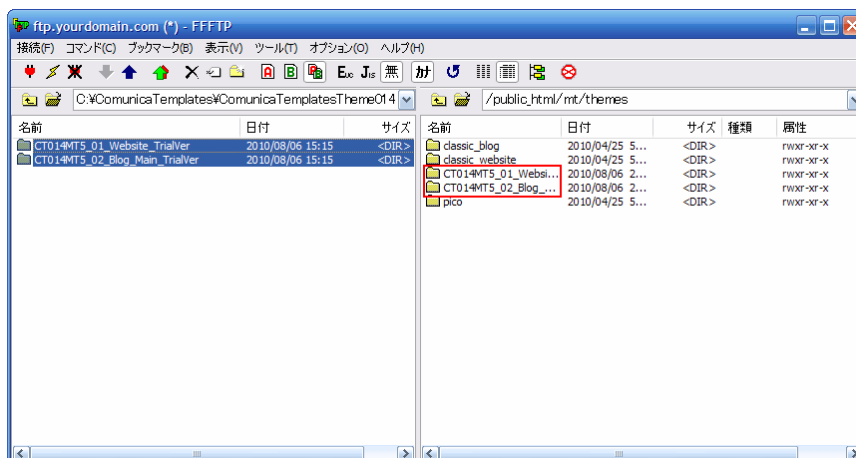 ftp.yourdomain.com (*) - FFFTP
接続(F) コマンド(C) ブックマーク(B) 表示(V) ツール(T) オプション(O) ヘルプ(H)
A B Euc JIS 無 カナ
C:¥ComunicaTemplates¥ComunicaTemplatesTheme014 /public_html/mt/themes
名前 日付 サイズ 名前 日付 サイズ 種類 属性
CT014MT5_01_Website_TrialVer 2010/08/06 15:15 <DIR> classic_blog 2010/04/25 5... <DIR> rwxr-xr-x
CT014MT5_02_Blog_Main_TrialVer 2010/08/06 15:15 <DIR> classic_website 2010/04/25 5... <DIR> rwxr-xr-x
CT014MT5_01_Websi... 2010/08/06 2... <DIR> rwxr-xr-x
CT014MT5_02_Blog_... 2010/08/06 2... <DIR> rwxr-xr-x
pico 2010/04/25 5... <DIR> rwxr-xr-x